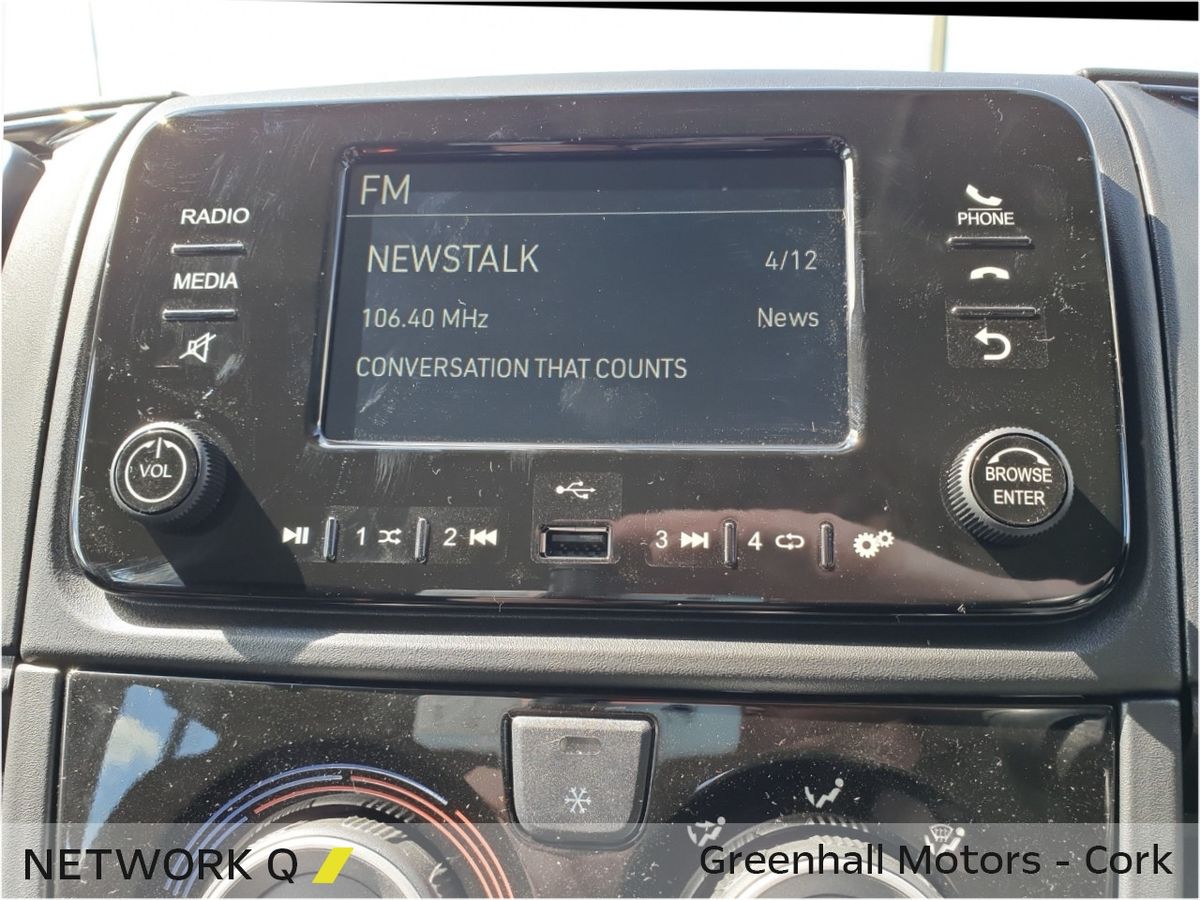 FM
RADIO
PHONE
NEWSTALK 4/12
MEDIA
106.40 MHz News
CONVERSATION THAT COUNTS
VOL
BROWSE
ENTER
1 2 3 4
NETWORK Q
Greenhall Motors - Cork